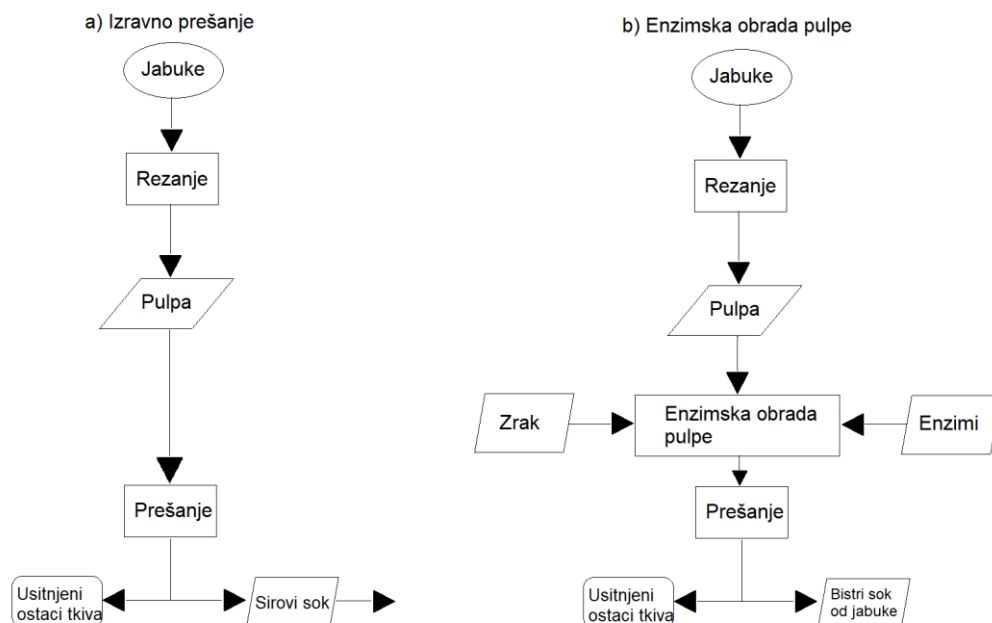 a) Izravno prešanje
Jabuke
Rezanje
Pulpa
Prešanje
Usitnjeni
ostaci tkiva
Sirovi sok
b) Enzimska obrada pulpe
Jabuke
Rezanje
Pulpa
Zrak
Enzimska obrada
pulpe
Enzimi
Prešanje
Usitnjeni
ostaci tkiva
Bistri sok
od jabuke